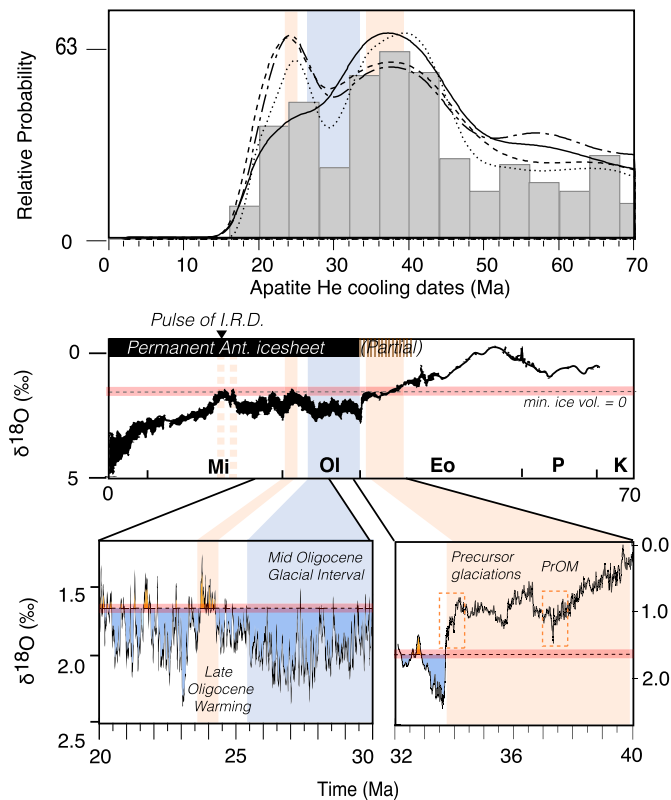 63
Relative Probability
0
0 10 20 30 40 50 60 70
Apatite He cooling dates (Ma)
Pulse of I.R.D.
Permanent Ant. icesheet (Partial)
0
δ18O (‰)
min. ice vol. = 0
5
Mi Ol Eo P K
0 70
Mid Oligocene
Glacial Interval
Late
Oligocene
Warming
1.5
2.0
2.5
δ18O (‰)
20 25 30
Precursor
glaciations
PrOM
0.0
1.0
2.0
32 34 36 38 40
Time (Ma)